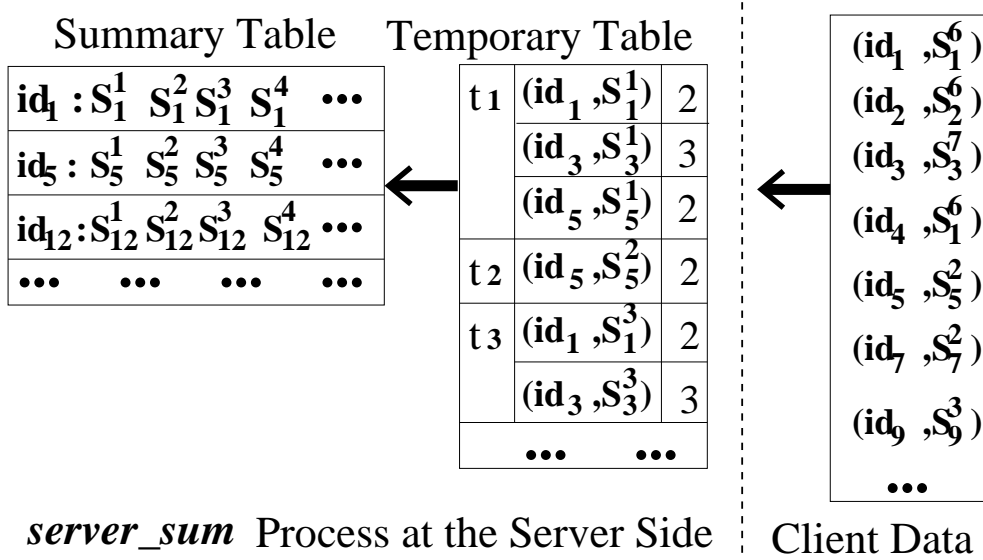 Summary Table
id1 : S1^1 S1^2 S1^3 S1^4 •••
id5 : S5^1 S5^2 S5^3 S5^4 •••
id12 : S12^1 S12^2 S12^3 S12^4 •••
••• ••• ••• •••
Temporary Table
t1 (id1 ,S1^1) 2
(id3 ,S3^1) 3
(id5 ,S5^1) 2
t2 (id5 ,S5^2) 2
t3 (id1 ,S1^3) 2
(id3 ,S3^3) 3
••• •••
server_sum Process at the Server Side
(id1 ,S1^6)
(id2 ,S2^6)
(id3 ,S3^7)
(id4 ,S1^6)
(id5 ,S5^2)
(id7 ,S7^2)
(id9 ,S9^3)
•••
Client Data